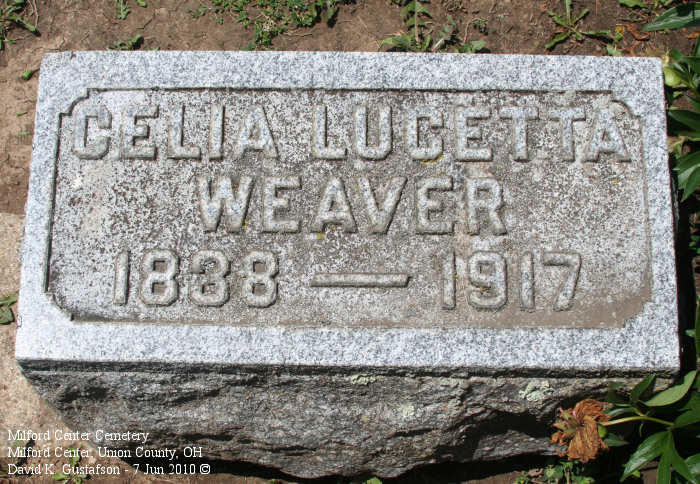 CELIA LUCETTA
WEAVER
1838 — 1917
Milford Center Cemetery
Milford Center, Union County, OH
David K. Gustafson - 7 Jun 2010 ©